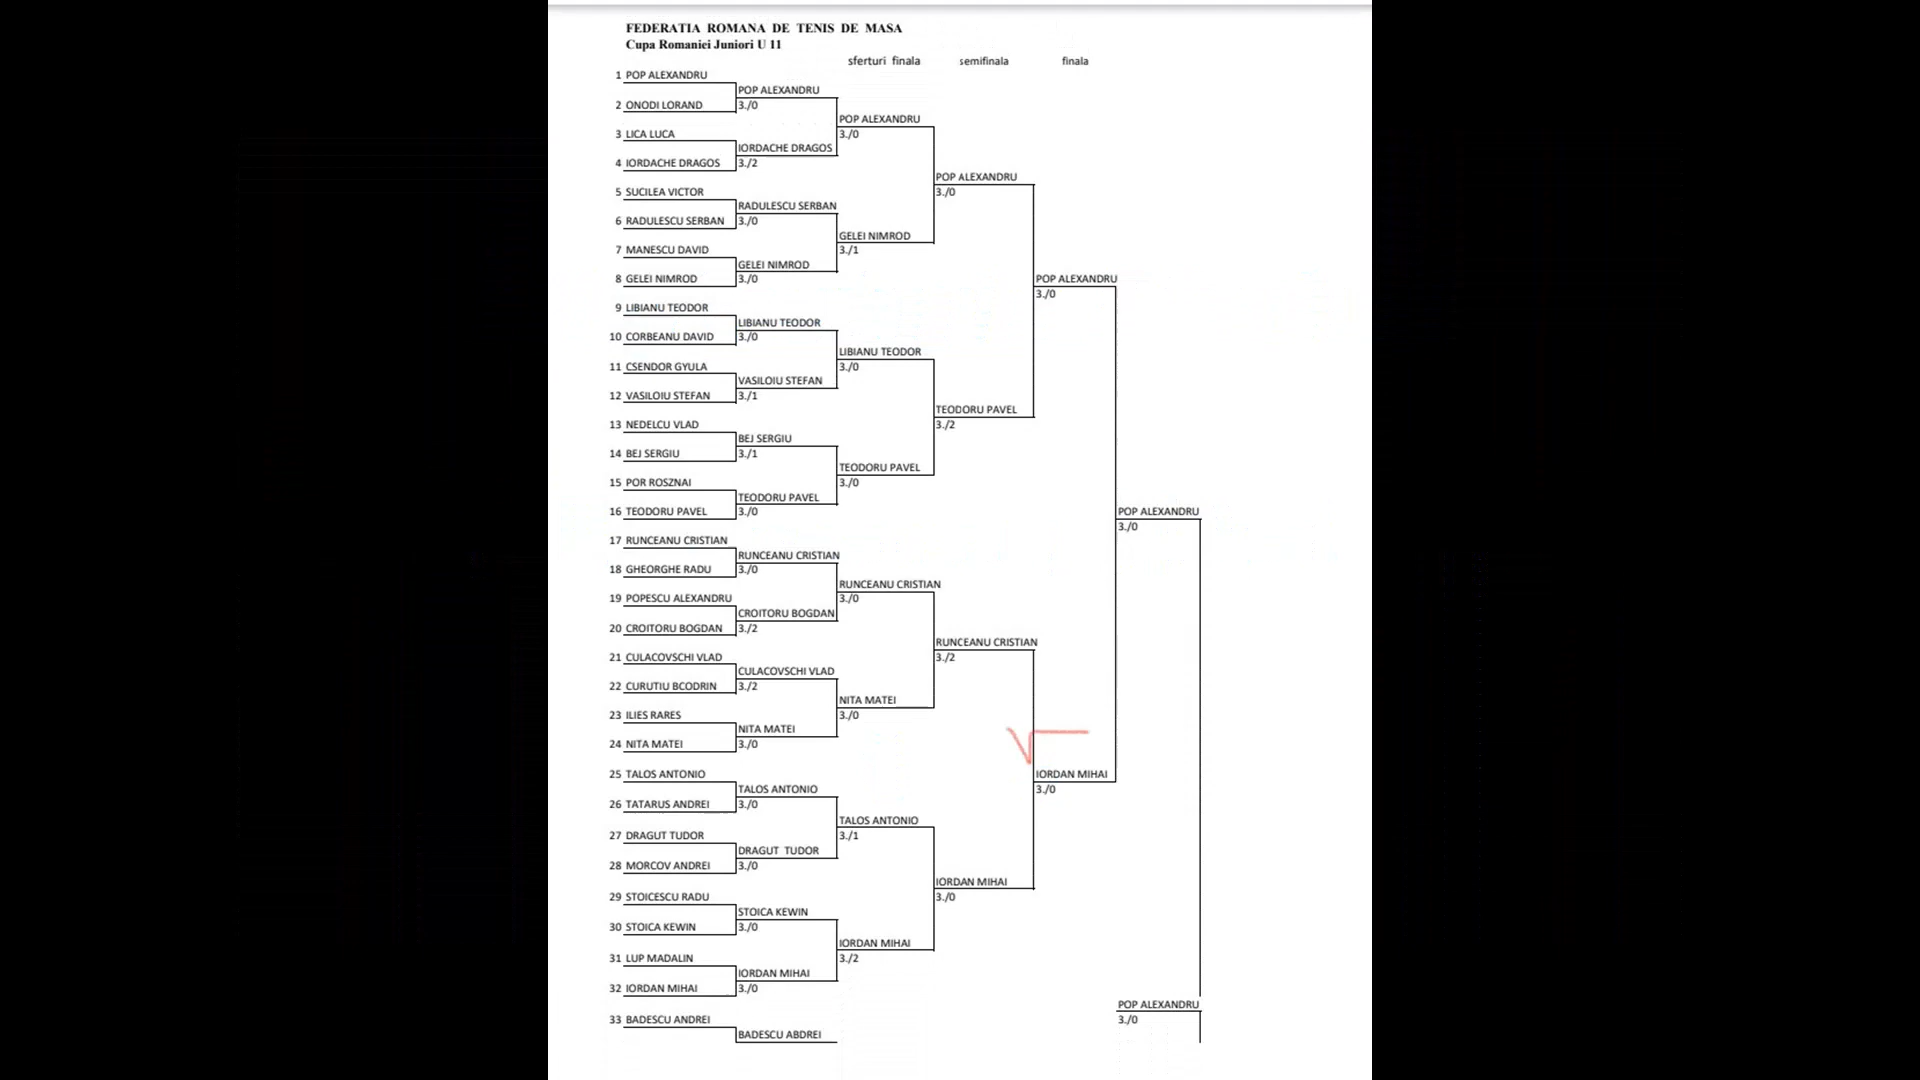 FEDERATIA ROMANA DE TENIS DE MASA
Cupa Romaniei Juniori U 11
sferturi finala semifinala finala
1 POP ALEXANDRU
POP ALEXANDRU
2 ONODI LORAND 3./0
POP ALEXANDRU
3 LICA LUCA 3./0
IORDACHE DRAGOS
4 IORDACHE DRAGOS 3./2
POP ALEXANDRU
5 SUCILEA VICTOR 3./0
RADULESCU SERBAN
6 RADULESCU SERBAN 3./0
GELEI NIMROD
7 MANESCU DAVID 3./1
GELEI NIMROD
8 GELEI NIMROD 3./0 POP ALEXANDRU
3./0
9 LIBIANU TEODOR
LIBIANU TEODOR
10 CORBEANU DAVID 3./0
LIBIANU TEODOR
11 CSENDOR GYULA 3./0
VASILOIU STEFAN
12 VASILOIU STEFAN 3./1
TEODORU PAVEL
13 NEDELCU VLAD 3./2
BEJ SERGIU
14 BEJ SERGIU 3./1
TEODORU PAVEL
15 POR ROSZNAI 3./0
TEODORU PAVEL
16 TEODORU PAVEL 3./0 POP ALEXANDRU
3./0
17 RUNCEANU CRISTIAN
RUNCEANU CRISTIAN
18 GHEORGHE RADU 3./0
RUNCEANU CRISTIAN
19 POPESCU ALEXANDRU 3./0
CROITORU BOGDAN
20 CROITORU BOGDAN 3./2
RUNCEANU CRISTIAN
21 CULACOVSCHI VLAD 3./2
CULACOVSCHI VLAD
22 CURUTIU BCODRIN 3./2
NITA MATEI
23 ILIES RARES 3./0
NITA MATEI
24 NITA MATEI 3./0
25 TALOS ANTONIO IORDAN MIHAI
TALOS ANTONIO 3./0
26 TATARUS ANDREI 3./0
TALOS ANTONIO
27 DRAGUT TUDOR 3./1
DRAGUT TUDOR
28 MORCOV ANDREI 3./0
IORDAN MIHAI
29 STOICESCU RADU 3./0
STOICA KEWIN
30 STOICA KEWIN 3./0
IORDAN MIHAI
31 LUP MADALIN 3./2
IORDAN MIHAI
32 IORDAN MIHAI 3./0
POP ALEXANDRU
33 BADESCU ANDREI 3./0
BADESCU ABDREI